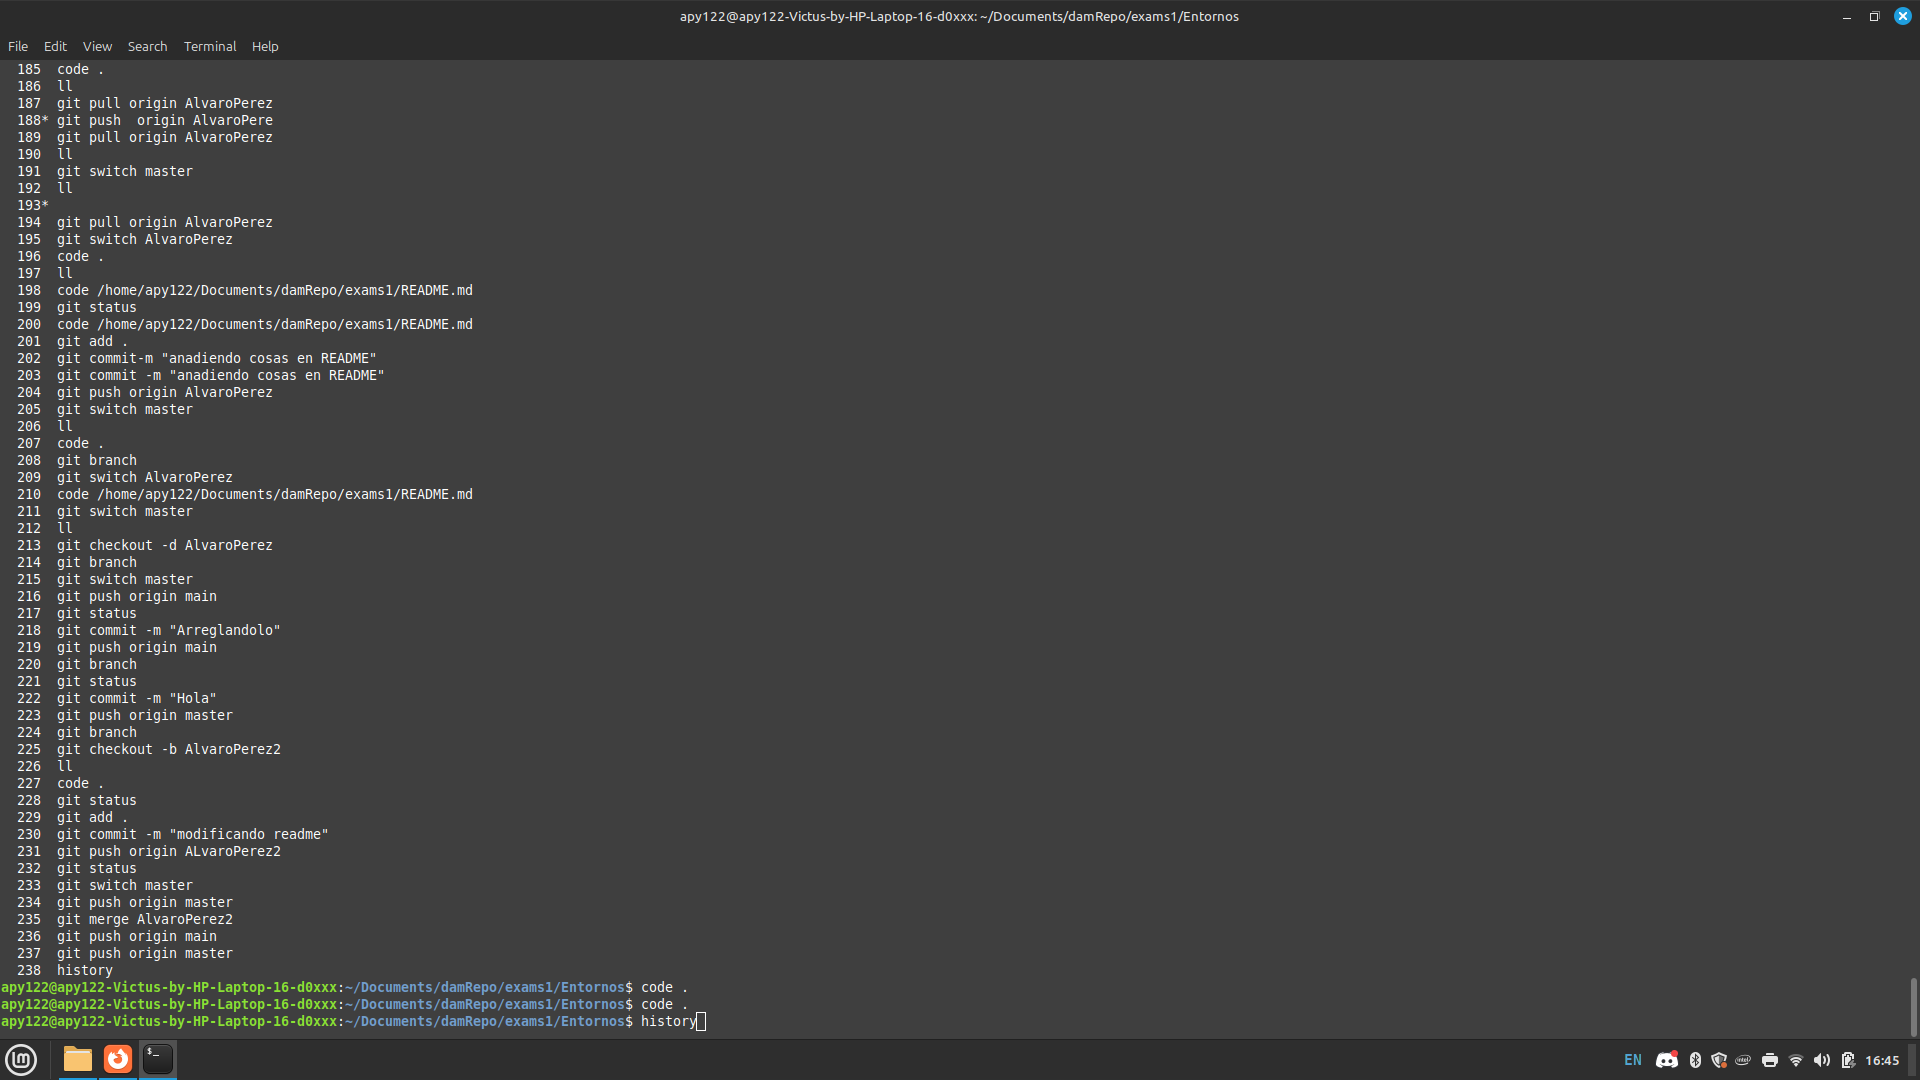 apy122@apy122-Victus-by-HP-Laptop-16-d0xxx: ~/Documents/damRepo/exams1/Entornos
File Edit View Search Terminal Help
185 code .
186 ll
187 git pull origin AlvaroPerez
188* git push  origin AlvaroPere
189 git pull origin AlvaroPerez
190 ll
191 git switch master
192 ll
193*
194 git pull origin AlvaroPerez
195 git switch AlvaroPerez
196 code .
197 ll
198 code /home/apy122/Documents/damRepo/exams1/README.md
199 git status
200 code /home/apy122/Documents/damRepo/exams1/README.md
201 git add .
202 git commit-m "anadiendo cosas en README"
203 git commit -m "anadiendo cosas en README"
204 git push origin AlvaroPerez
205 git switch master
206 ll
207 code .
208 git branch
209 git switch AlvaroPerez
210 code /home/apy122/Documents/damRepo/exams1/README.md
211 git switch master
212 ll
213 git checkout -d AlvaroPerez
214 git branch
215 git switch master
216 git push origin main
217 git status
218 git commit -m "Arreglandolo"
219 git push origin main
220 git branch
221 git status
222 git commit -m "Hola"
223 git push origin master
224 git branch
225 git checkout -b AlvaroPerez2
226 ll
227 code .
228 git status
229 git add .
230 git commit -m "modificando readme"
231 git push origin ALvaroPerez2
232 git status
233 git switch master
234 git push origin master
235 git merge AlvaroPerez2
236 git push origin main
237 git push origin master
238 history
apy122@apy122-Victus-by-HP-Laptop-16-d0xxx:~/Documents/damRepo/exams1/Entornos$ code .
apy122@apy122-Victus-by-HP-Laptop-16-d0xxx:~/Documents/damRepo/exams1/Entornos$ code .
apy122@apy122-Victus-by-HP-Laptop-16-d0xxx:~/Documents/damRepo/exams1/Entornos$ history
EN 16:45